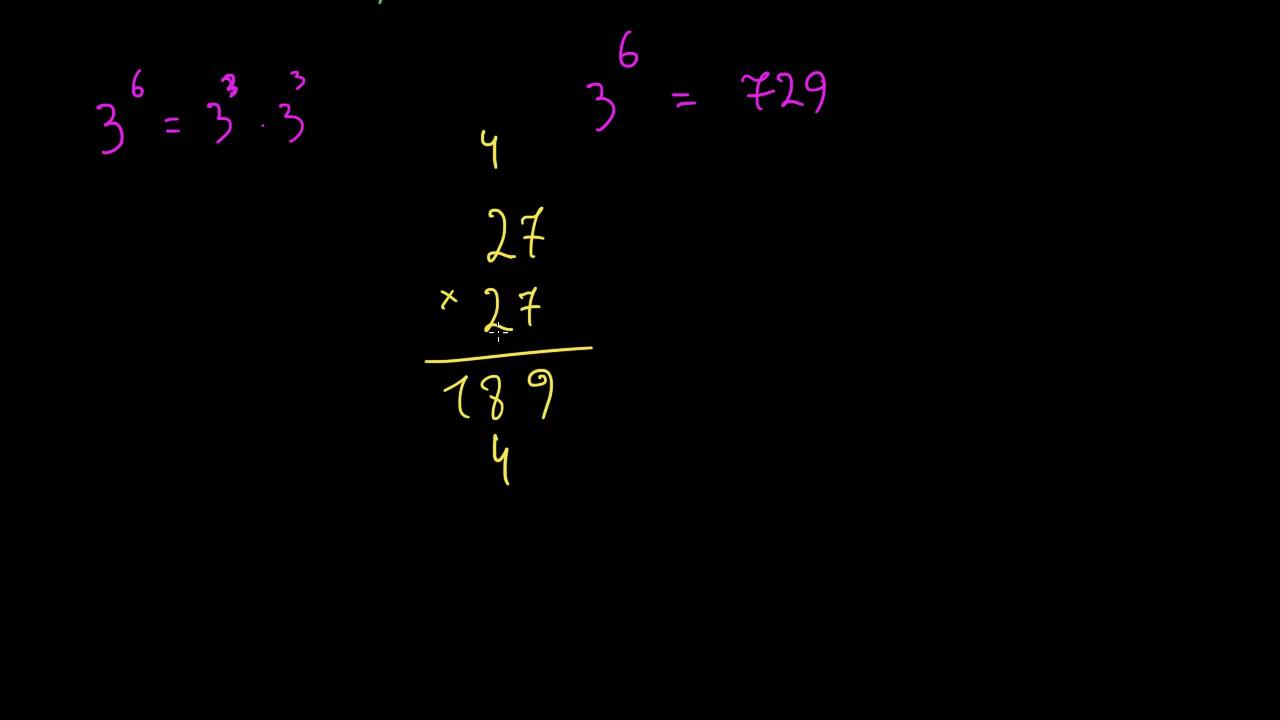 3^6 = 3^3 · 3^3
3^6 = 729
4
27
× 27
189
4